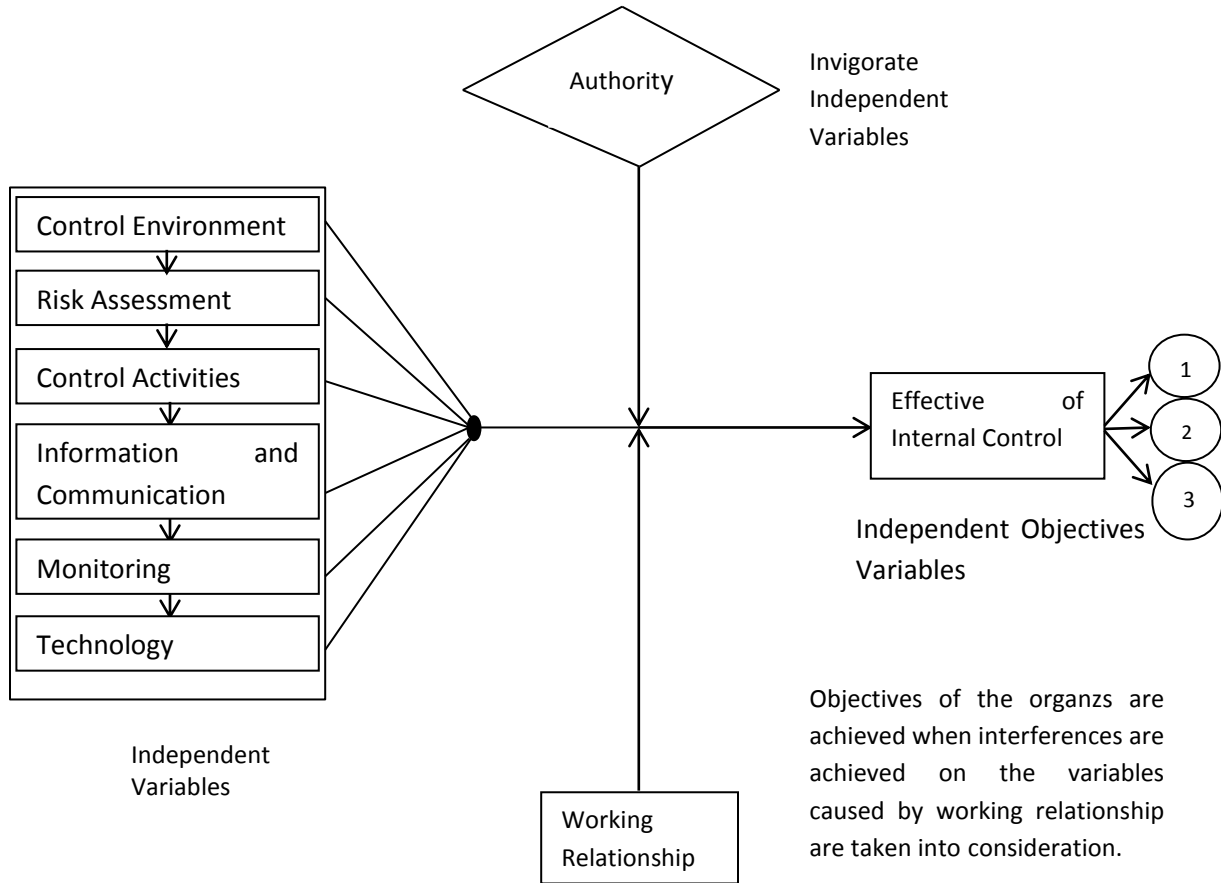 Authority
Invigorate
Independent
Variables
Control Environment
Risk Assessment
Control Activities
Information and
Communication
Monitoring
Technology
Independent
Variables
Effective of
Internal Control
1
2
3
Independent Objectives
Variables
Working
Relationship
Objectives of the organzs are
achieved when interferences are
achieved on the variables
caused by working relationship
are taken into consideration.